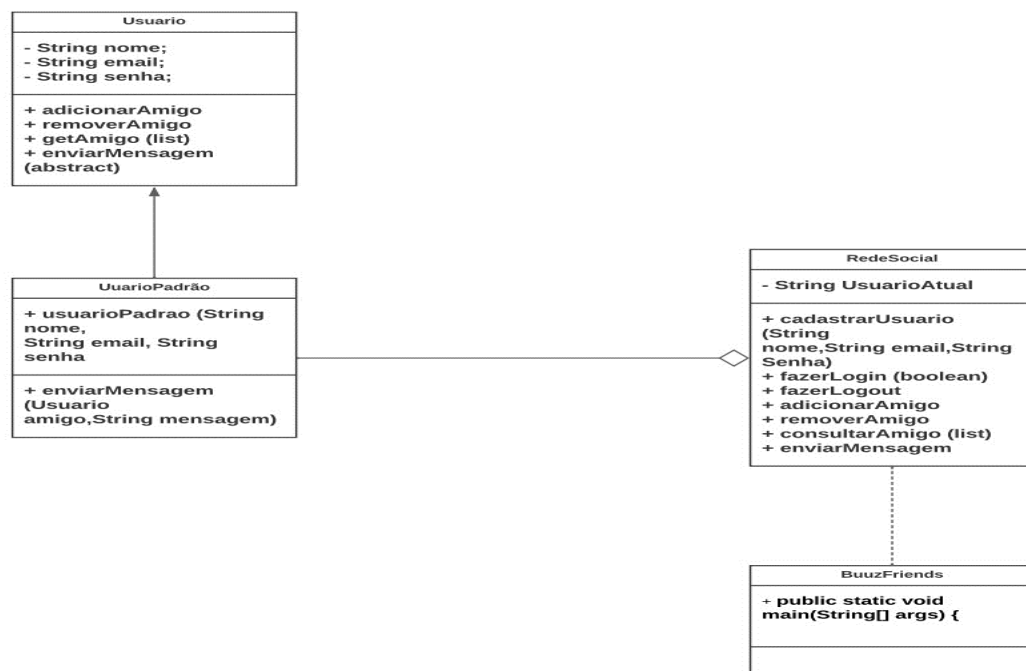 Usuario
- String nome;
- String email;
- String senha;
+ adicionarAmigo
+ removerAmigo
+ getAmigo (list)
+ enviarMensagem
(abstract)
UuarioPadrão
+ usuarioPadrao (String
nome,
String email, String
senha
+ enviarMensagem
(Usuario
amigo,String mensagem)
RedeSocial
- String UsuarioAtual
+ cadastrarUsuario
(String
nome,String email,String
Senha)
+ fazerLogin (boolean)
+ fazerLogout
+ adicionarAmigo
+ removerAmigo
+ consultarAmigo (list)
+ enviarMensagem
BuuzFriends
+ public static void
main(String[] args) {